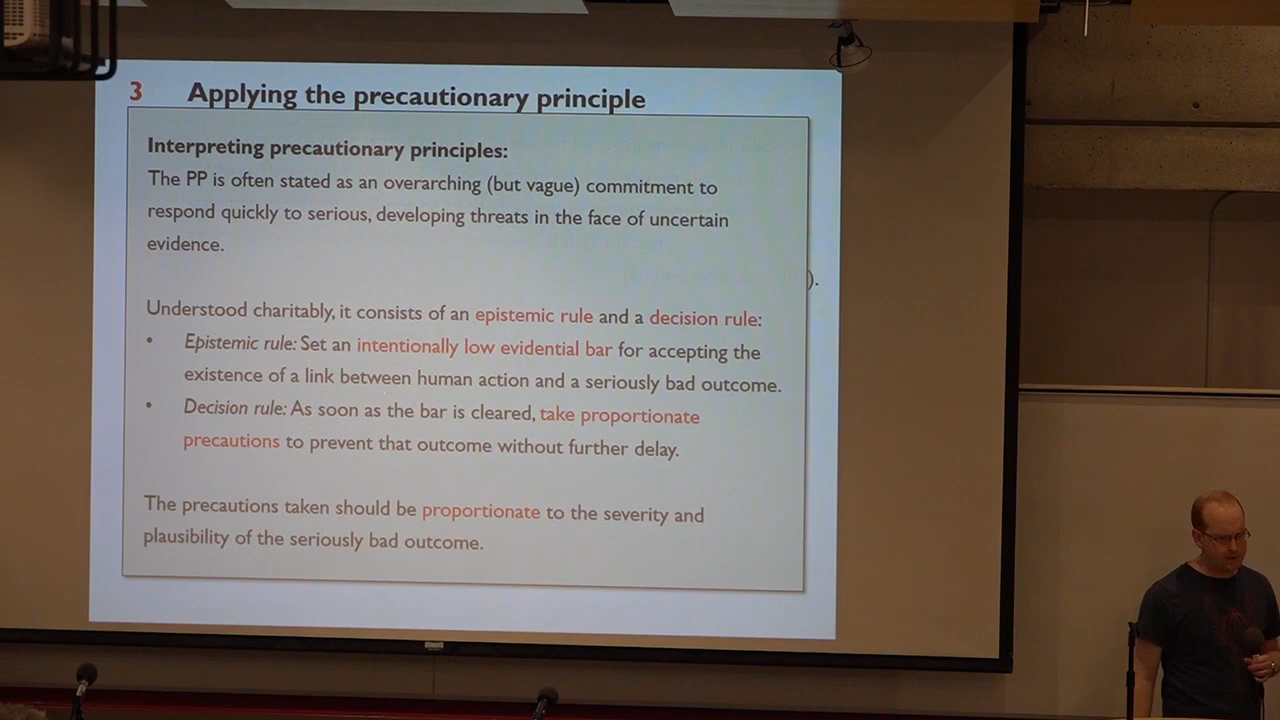 3 Applying the precautionary principle
Interpreting precautionary principles:
The PP is often stated as an overarching (but vague) commitment to
respond quickly to serious, developing threats in the face of uncertain
evidence.
).
Understood charitably, it consists of an epistemic rule and a decision rule:
• Epistemic rule: Set an intentionally low evidential bar for accepting the
existence of a link between human action and a seriously bad outcome.
• Decision rule: As soon as the bar is cleared, take proportionate
precautions to prevent that outcome without further delay.
The precautions taken should be proportionate to the severity and
plausibility of the seriously bad outcome.